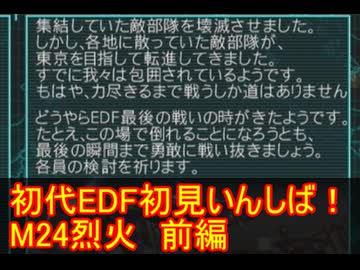 集結していた敵部隊を壊滅させました。
しかし、各地に散っていた敵部隊が、
東京を目指して転進してきました。
すでに我々は包囲されているようです。
もはや、力尽きるまで戦うしか道はありません
どうやらEDF最後の戦いの時がきたようです。
たとえ、この場で倒れることになろうとも、
最後の瞬間まで勇敢に戦い抜きましょう。
各員の検討を祈ります。
初代EDF初見いんしば！
M24烈火　前編